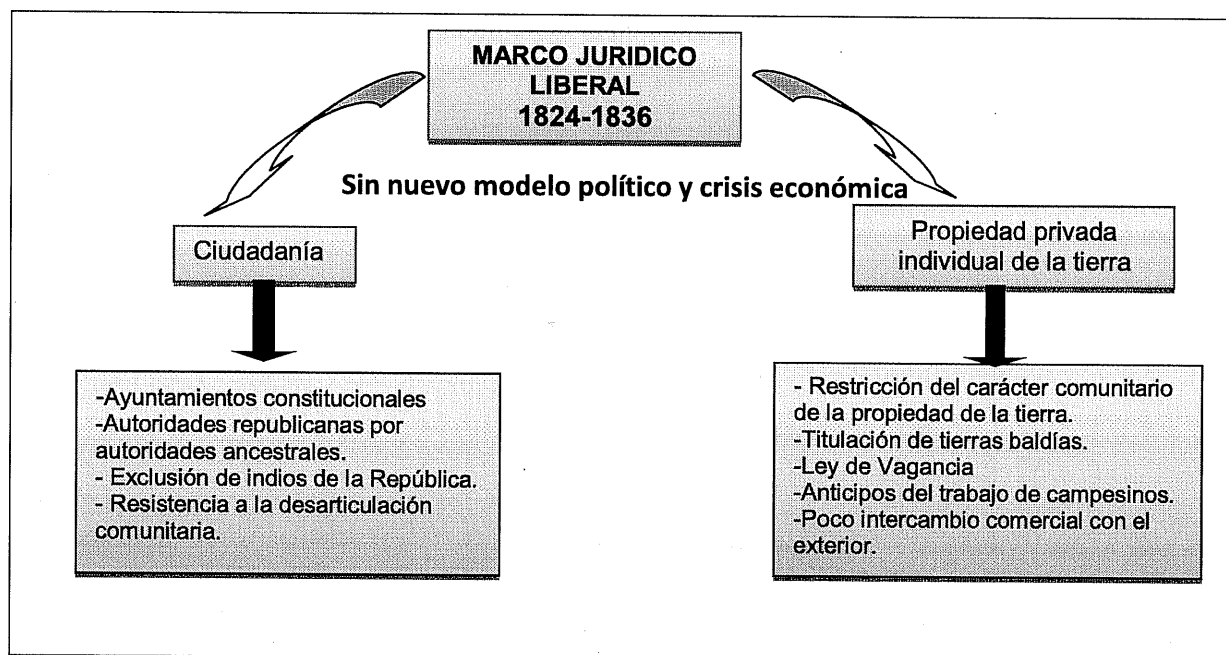 MARCO JURIDICO
LIBERAL
1824-1836
Sin nuevo modelo político y crisis económica
Ciudadanía
Propiedad privada
individual de la tierra
-Ayuntamientos constitucionales
-Autoridades republicanas por
autoridades ancestrales.
- Exclusión de indios de la República.
- Resistencia a la desarticulación
comunitaria.
- Restricción del carácter comunitario
de la propiedad de la tierra.
-Titulación de tierras baldías.
-Ley de Vagancia
-Anticipos del trabajo de campesinos.
-Poco intercambio comercial con el
exterior.